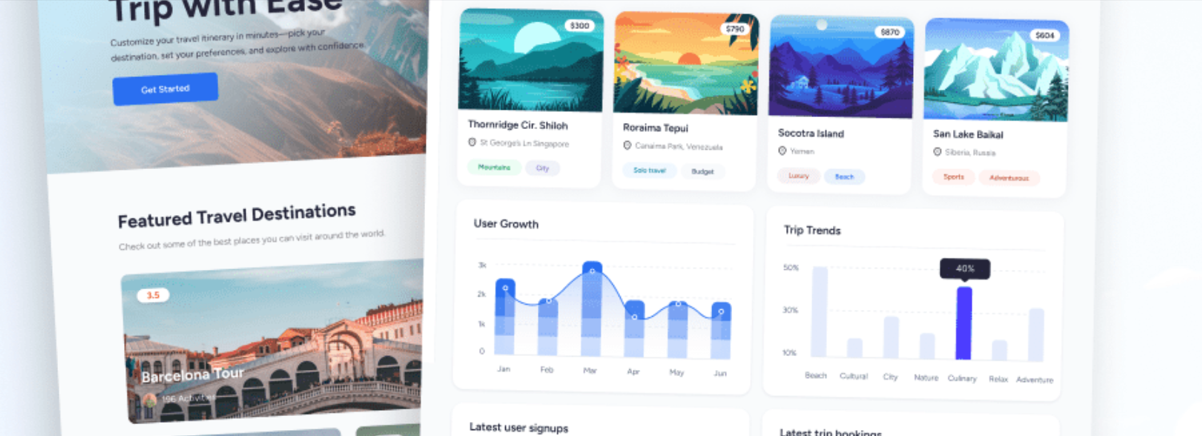 Trip With Ease
Customize your travel itinerary in minutes—pick your
destination, set your preferences, and explore with confidence.
Get Started
Featured Travel Destinations
Check out some of the best places you can visit around the world.
3.5
Barcelona Tour
196 Activities
$300
Thornridge Cir. Shiloh
St George's Ln Singapore
Mountains
City
$790
Roraima Tepui
Canaima Park, Venezuela
Solo travel
Budget
$870
Socotra Island
Yemen
Luxury
Beach
$604
San Lake Baikal
Siberia, Russia
Sports
Adventurous
User Growth
3k
2k
1k
0
Jan Feb Mar Apr May Jun
Trip Trends
50%
30%
10%
40%
Beach Cultural City Nature Culinary Relax Adventure
Latest user signups
Latest trip bookings